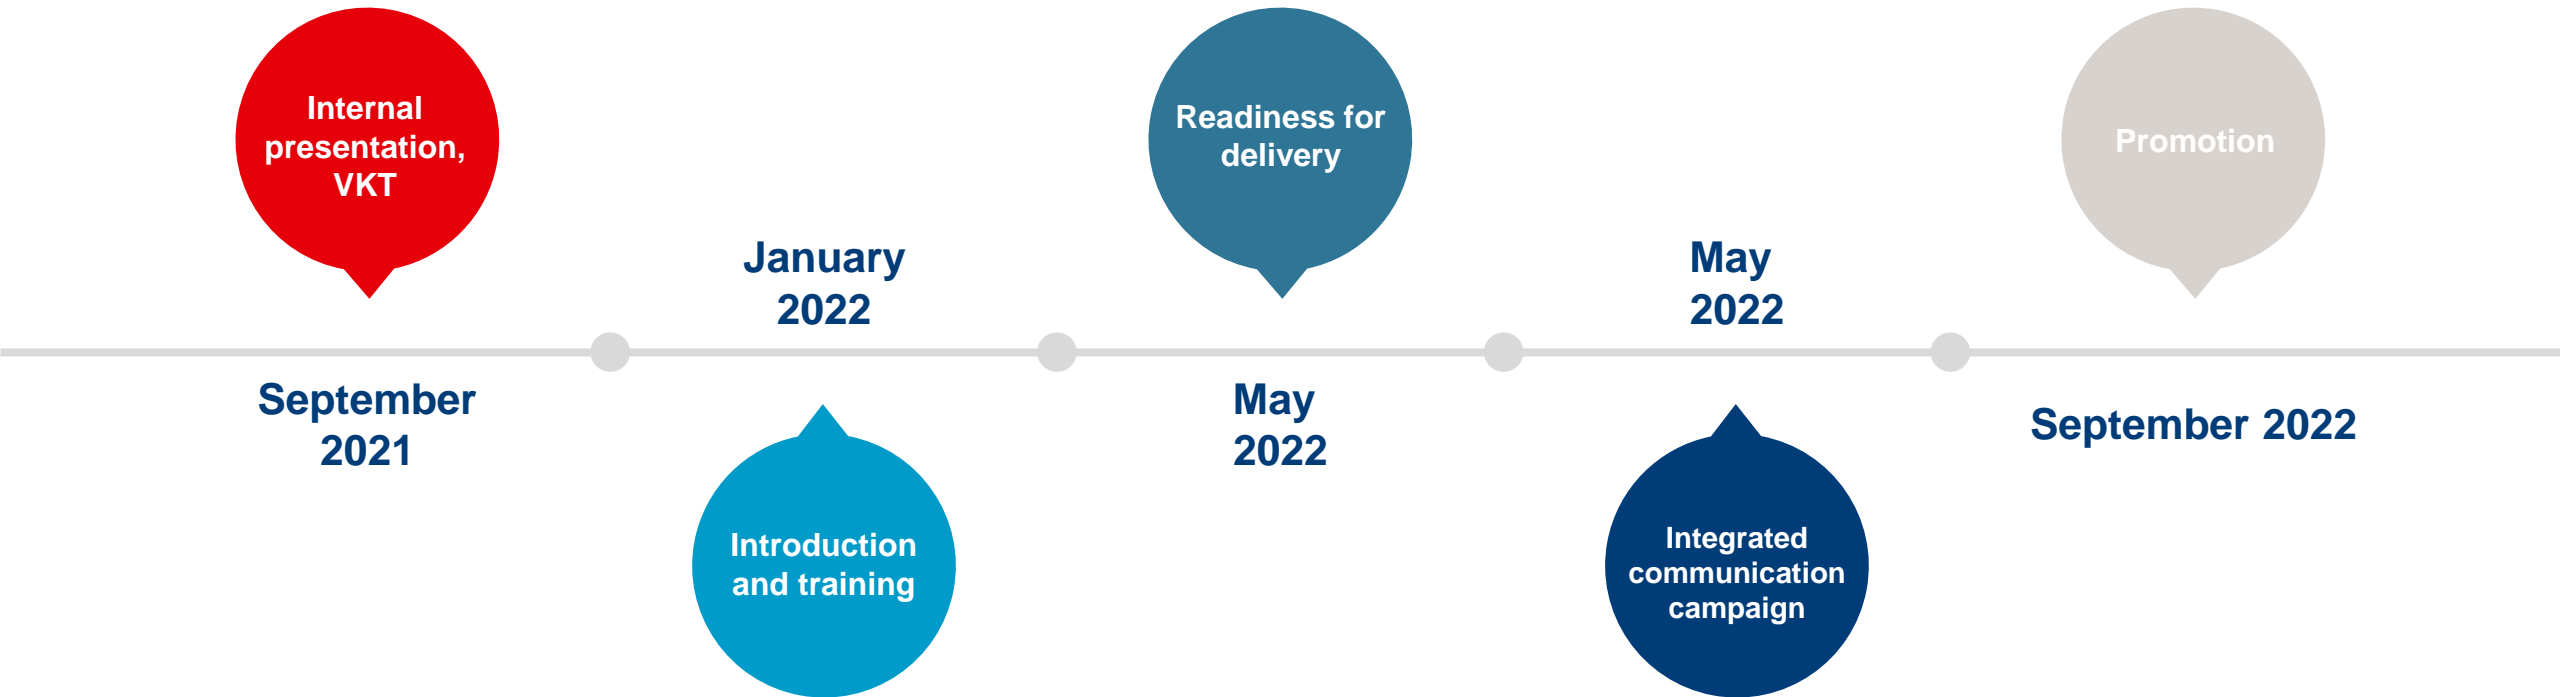 Internal
presentation,
VKT
September
2021
January
2022
Introduction
and training
Readiness for
delivery
May
2022
May
2022
Integrated
communication
campaign
Promotion
September 2022